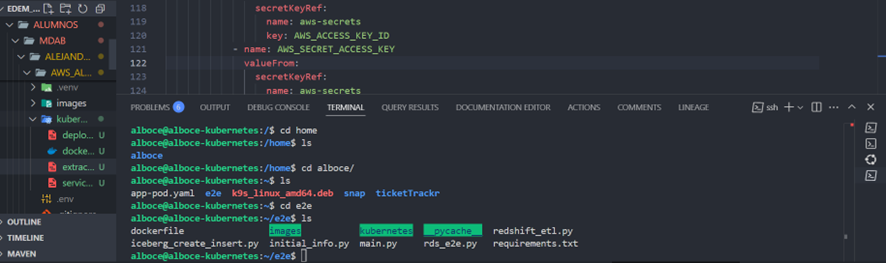 EDEM_...
ALUMNOS
MDAB
ALEJAND...
AWS_AL...
.venv
images
kuber...
deplo... U
docke... U
extrac... U
servic... U
.env
OUTLINE
TIMELINE
MAVEN
118 secretKeyRef:
119 name: aws-secrets
120 key: AWS_ACCESS_KEY_ID
121 - name: AWS_SECRET_ACCESS_KEY
122 valueFrom:
123 secretKeyRef:
124 name: aws-secrets
PROBLEMS 6 OUTPUT DEBUG CONSOLE TERMINAL QUERY RESULTS DOCUMENTATION EDITOR ACTIONS COMMENTS LINEAGE ssh
alboce@alboce-kubernetes:/$ cd home
alboce@alboce-kubernetes:/home$ ls
alboce
alboce@alboce-kubernetes:/home$ cd alboce/
alboce@alboce-kubernetes:~$ ls
app-pod.yaml e2e k9s_linux_amd64.deb snap ticketTrackr
alboce@alboce-kubernetes:~$ cd e2e
alboce@alboce-kubernetes:~/e2e$ ls
dockerfile images kubernetes __pycache__ redshift_etl.py
iceberg_create_insert.py initial_info.py main.py rds_e2e.py requirements.txt
alboce@alboce-kubernetes:~/e2e$